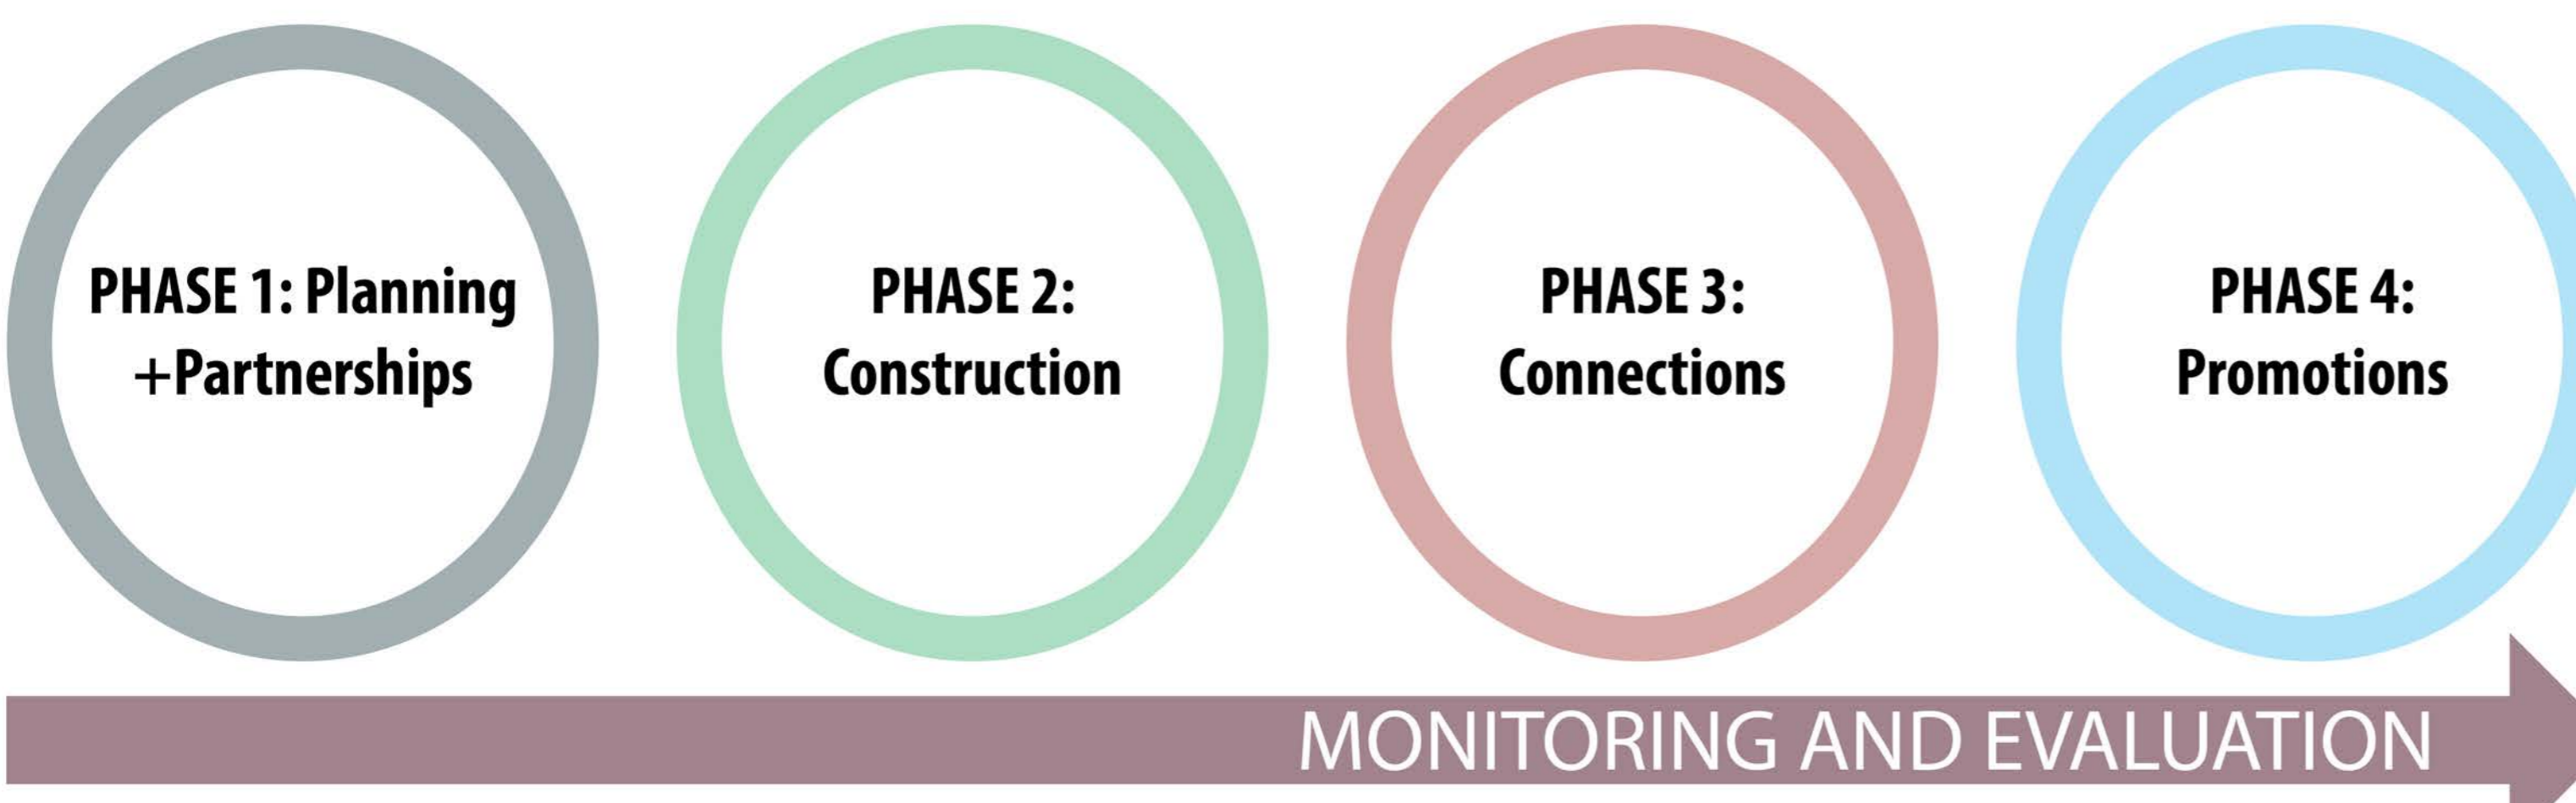 PHASE 1: Planning
+Partnerships
PHASE 2:
Construction
PHASE 3:
Connections
PHASE 4:
Promotions
MONITORING AND EVALUATION